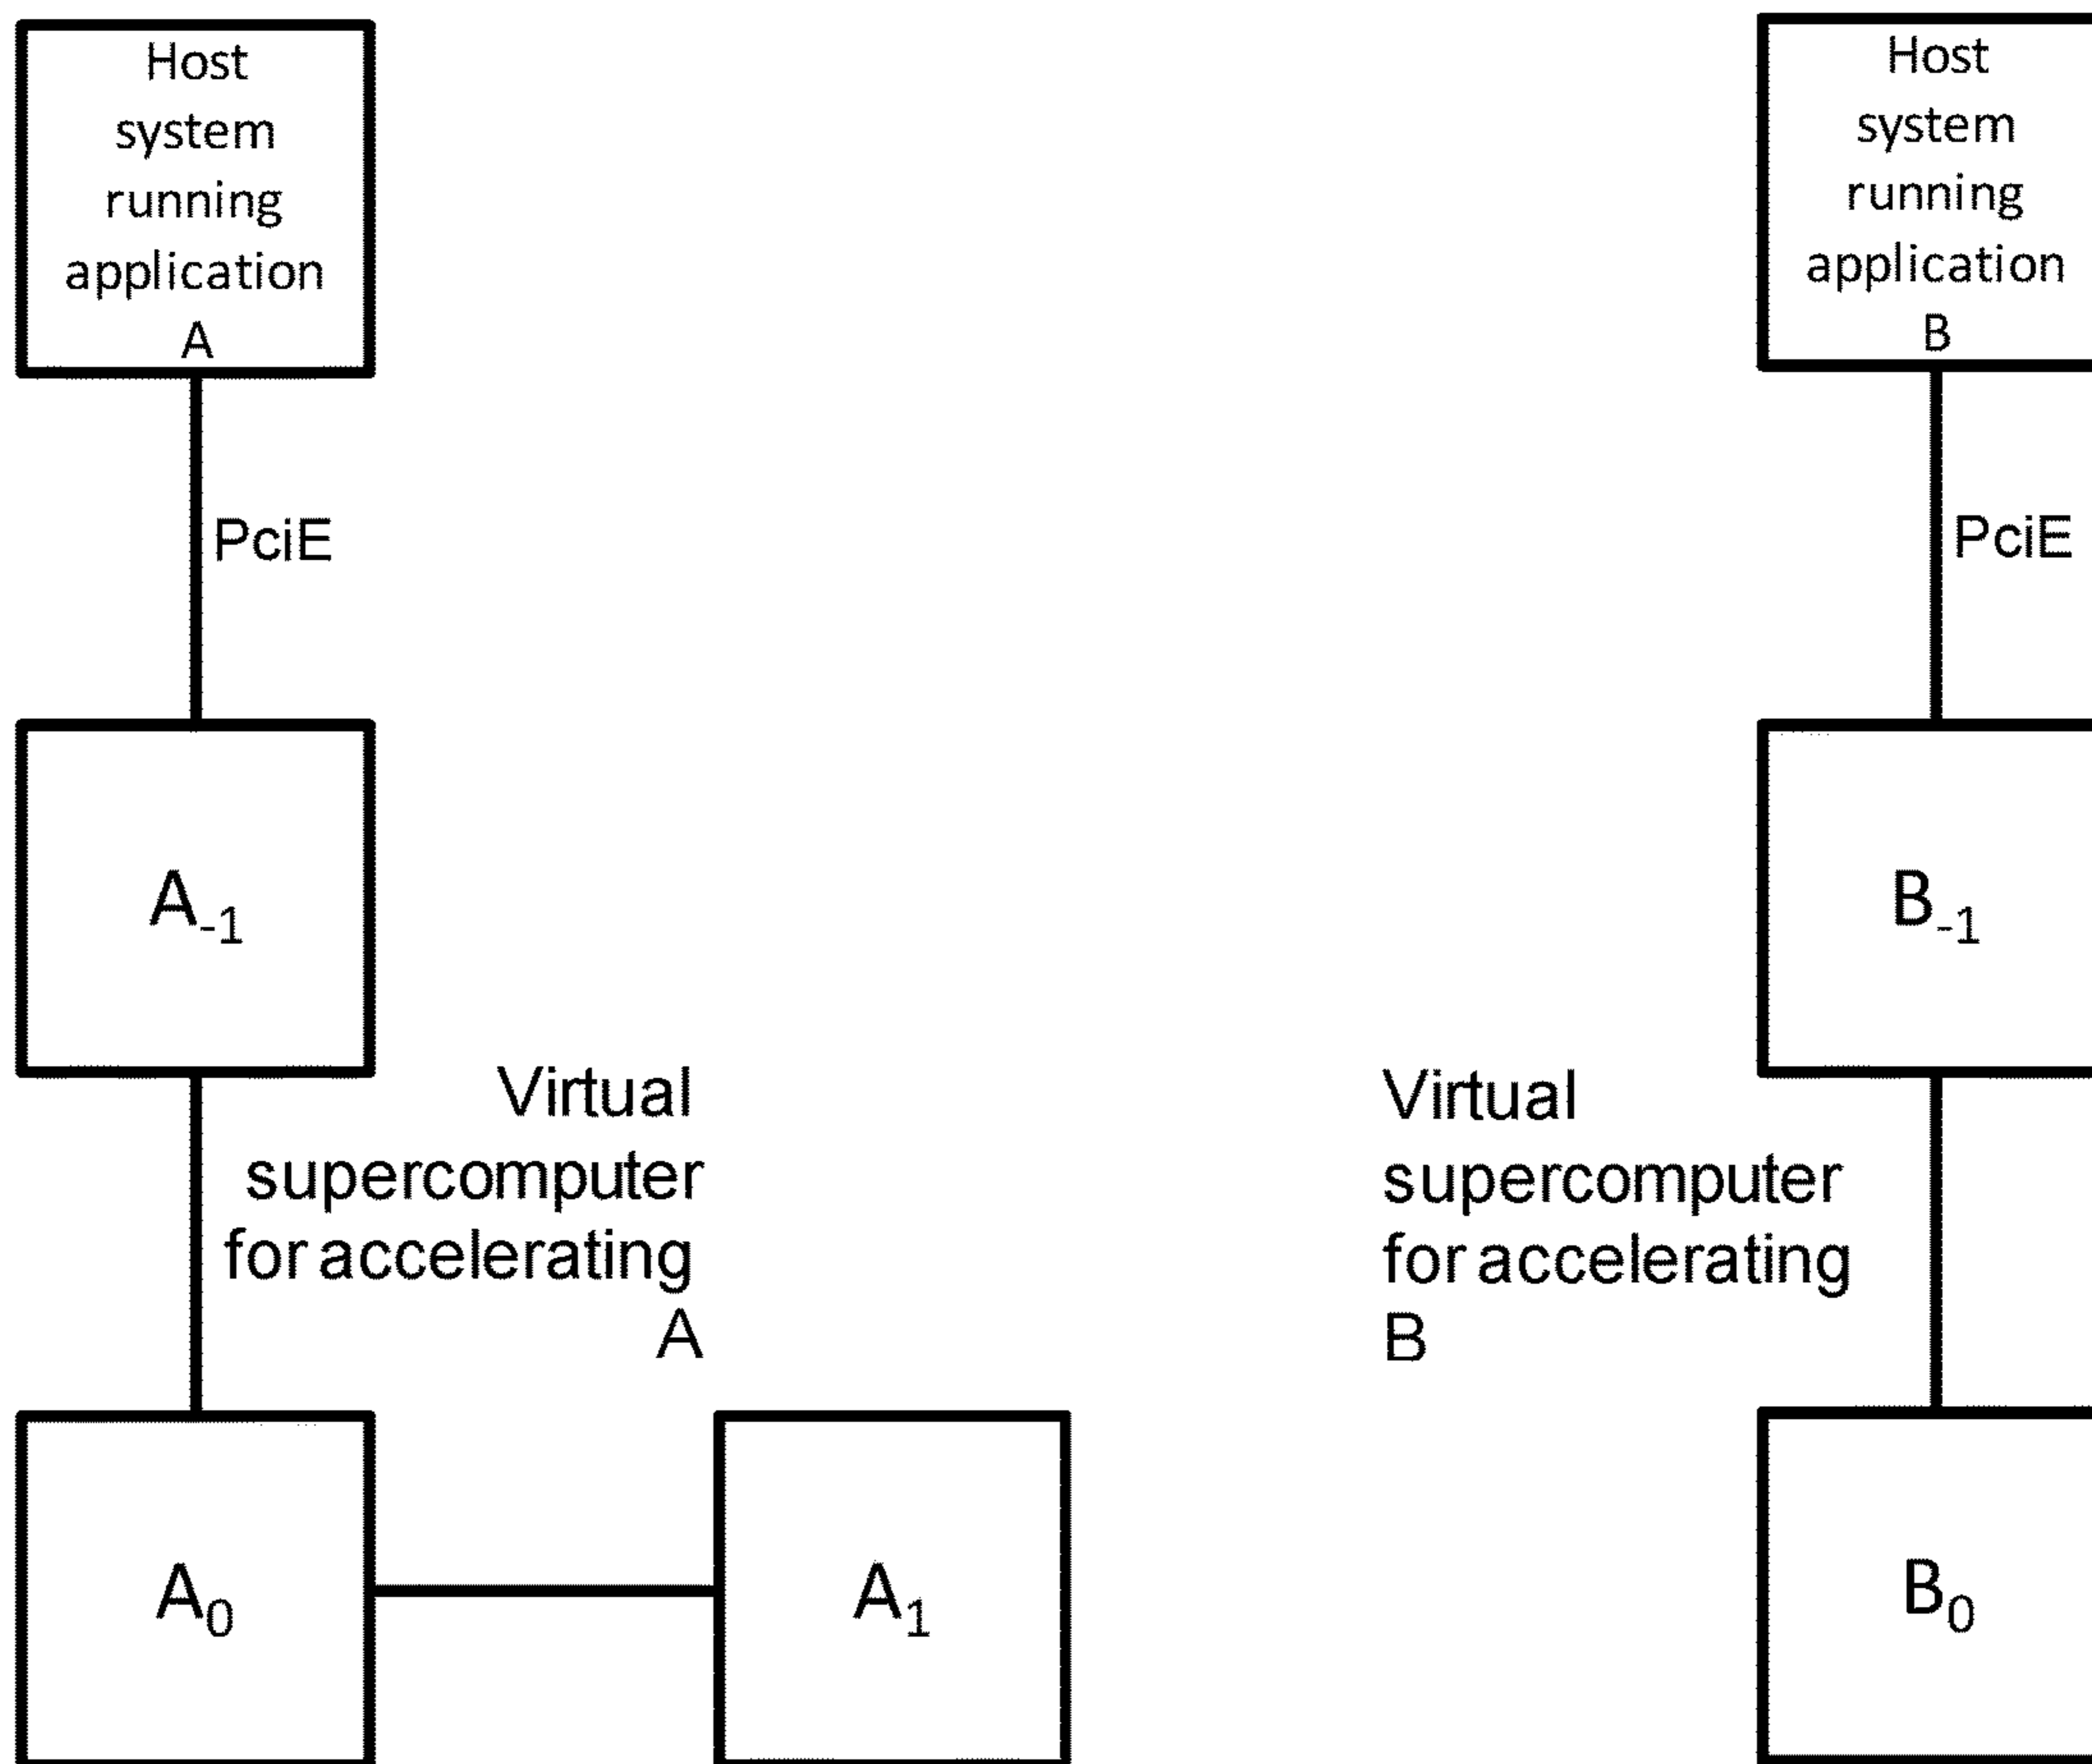 Host
system
running
application
A
Host
system
running
application
B
PciE
PciE
A-1
B-1
Virtual
supercomputer
for accelerating
A
Virtual
supercomputer
for accelerating
B
A0
A1
B0